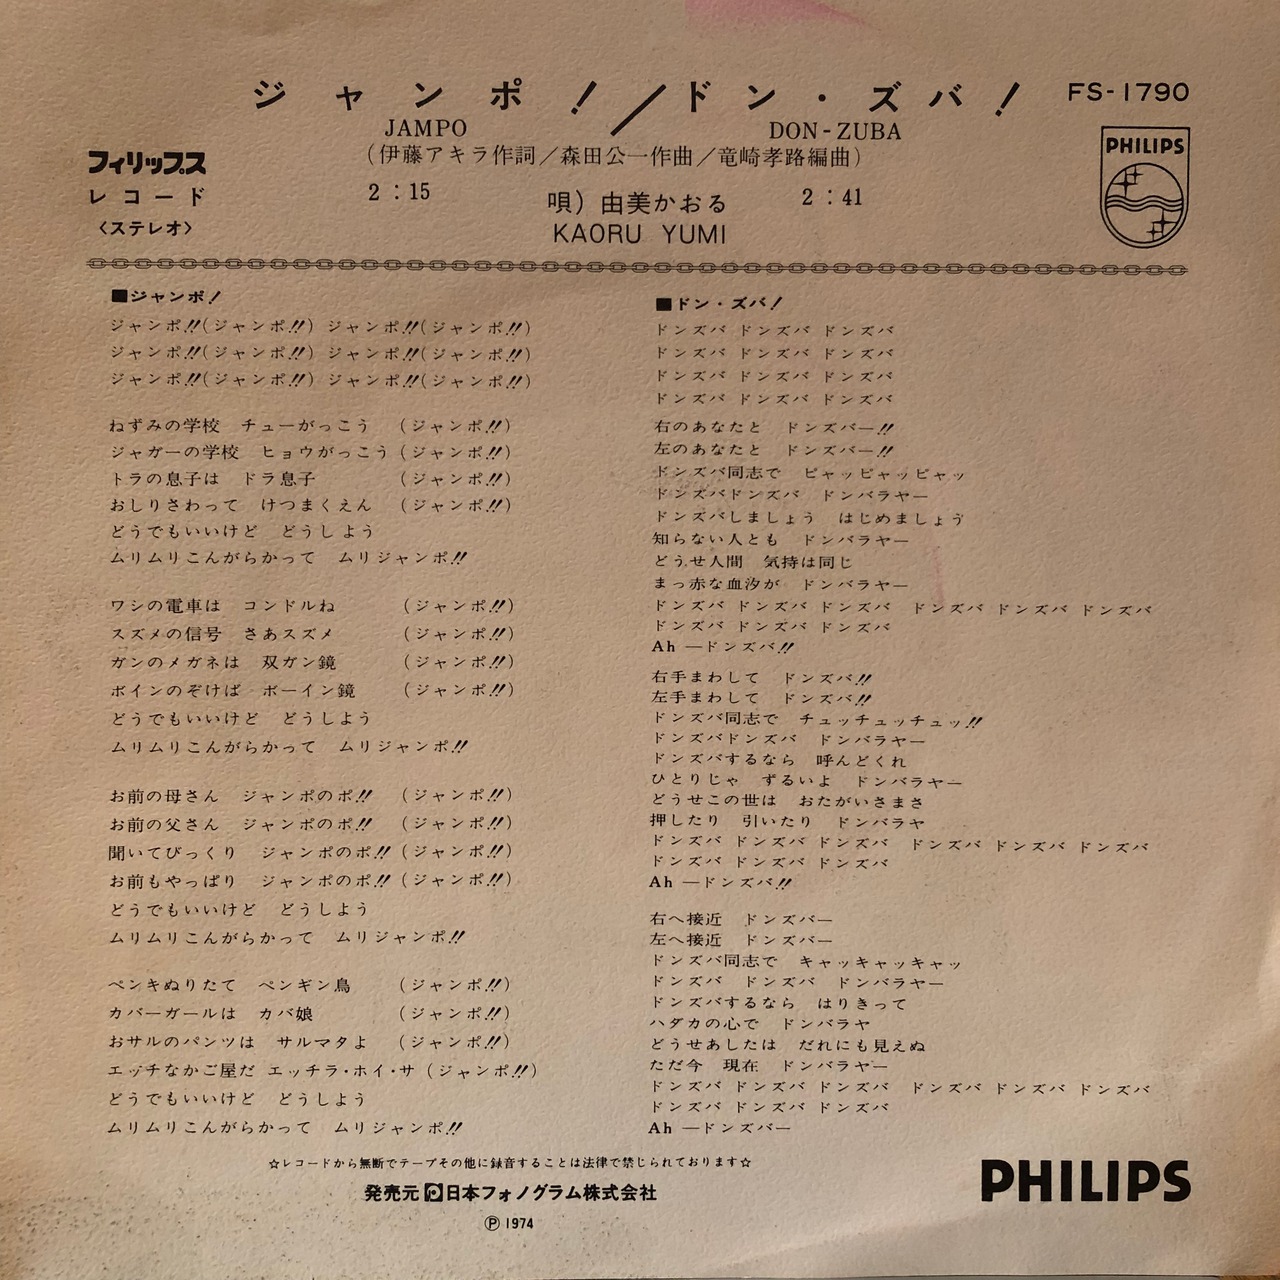 ジャンポ！／ドン・ズバ！ FS-1790
JAMPO DON-ZUBA
（伊藤アキラ作詞／森田公一作曲／竜崎孝路編曲）
2：15 唄）由美かおる 2：41
KAORU YUMI
フィリップス
レコード
〈ステレオ〉
PHILIPS
■ジャンポ！
ジャンポ!!（ジャンポ!!） ジャンポ!!（ジャンポ!!）
ジャンポ!!（ジャンポ!!） ジャンポ!!（ジャンポ!!）
ジャンポ!!（ジャンポ!!） ジャンポ!!（ジャンポ!!）
ねずみの学校　チューがっこう　（ジャンポ!!）
ジャガーの学校　ヒョウがっこう（ジャンポ!!）
トラの息子は　ドラ息子　（ジャンポ!!）
おしりさわって　けつまくえん　（ジャンポ!!）
どうでもいいけど　どうしよう
ムリムリこんがらかって　ムリジャンポ!!
ワシの電車は　コンドルね　（ジャンポ!!）
スズメの信号　さあスズメ　（ジャンポ!!）
ガンのメガネは　双ガン鏡　（ジャンポ!!）
ボインのぞけば　ボーイン鏡　（ジャンポ!!）
どうでもいいけど　どうしよう
ムリムリこんがらかって　ムリジャンポ!!
お前の母さん　ジャンポのポ!!　（ジャンポ!!）
お前の父さん　ジャンポのポ!!　（ジャンポ!!）
聞いてびっくり　ジャンポのポ!!（ジャンポ!!）
お前もやっぱり　ジャンポのポ!!（ジャンポ!!）
どうでもいいけど　どうしよう
ムリムリこんがらかって　ムリジャンポ!!
ペンキぬりたて　ペンギン鳥　（ジャンポ!!）
カバーガールは　カバ娘　（ジャンポ!!）
おサルのパンツは　サルマタよ　（ジャンポ!!）
エッチなかご屋だ エッチラ・ホイ・サ（ジャンポ!!）
どうでもいいけど　どうしよう
ムリムリこんがらかって　ムリジャンポ!!
■ドン・ズバ！
ドンズバ ドンズバ ドンズバ
ドンズバ ドンズバ ドンズバ
ドンズバ ドンズバ ドンズバ
ドンズバ ドンズバ ドンズバ
右のあなたと　ドンズバー!!
左のあなたと　ドンズバー!!
ドンズバ同志で　ピャッピャッピャッ
ドンズバドンズバ　ドンバラヤー
ドンズバしましょう　はじめましょう
知らない人とも　ドンバラヤー
どうせ人間　気持は同じ
まっ赤な血汐が　ドンバラヤー
ドンズバ ドンズバ ドンズバ　ドンズバ ドンズバ ドンズバ
ドンズバ ドンズバ ドンズバ
Ah ―ドンズバ!!
右手まわして　ドンズバ!!
左手まわして　ドンズバ!!
ドンズバ同志で　チュッチュッチュッ!!
ドンズバドンズバ　ドンバラヤー
ドンズバするなら　呼んどくれ
ひとりじゃ　ずるいよ　ドンバラヤー
どうせこの世は　おたがいさまさ
押したり　引いたり　ドンバラヤ
ドンズバ ドンズバ ドンズバ　ドンズバ ドンズバ ドンズバ
ドンズバ ドンズバ ドンズバ
Ah ―ドンズバ!!
右へ接近　ドンズバー
左へ接近　ドンズバー
ドンズバ同志で　キャッキャッキャッ
ドンズバ　ドンズバ　ドンバラヤー
ドンズバするなら　はりきって
ハダカの心で　ドンバラヤ
どうせあしたは　だれにも見えぬ
ただ今　現在　ドンバラヤー
ドンズバ ドンズバ ドンズバ　ドンズバ ドンズバ ドンズバ
ドンズバ ドンズバ ドンズバ
Ah ―ドンズバー
☆レコードから無断でテープその他に録音することは法律で禁じられております☆
発売元 日本フォノグラム株式会社
Ⓟ 1974
PHILIPS